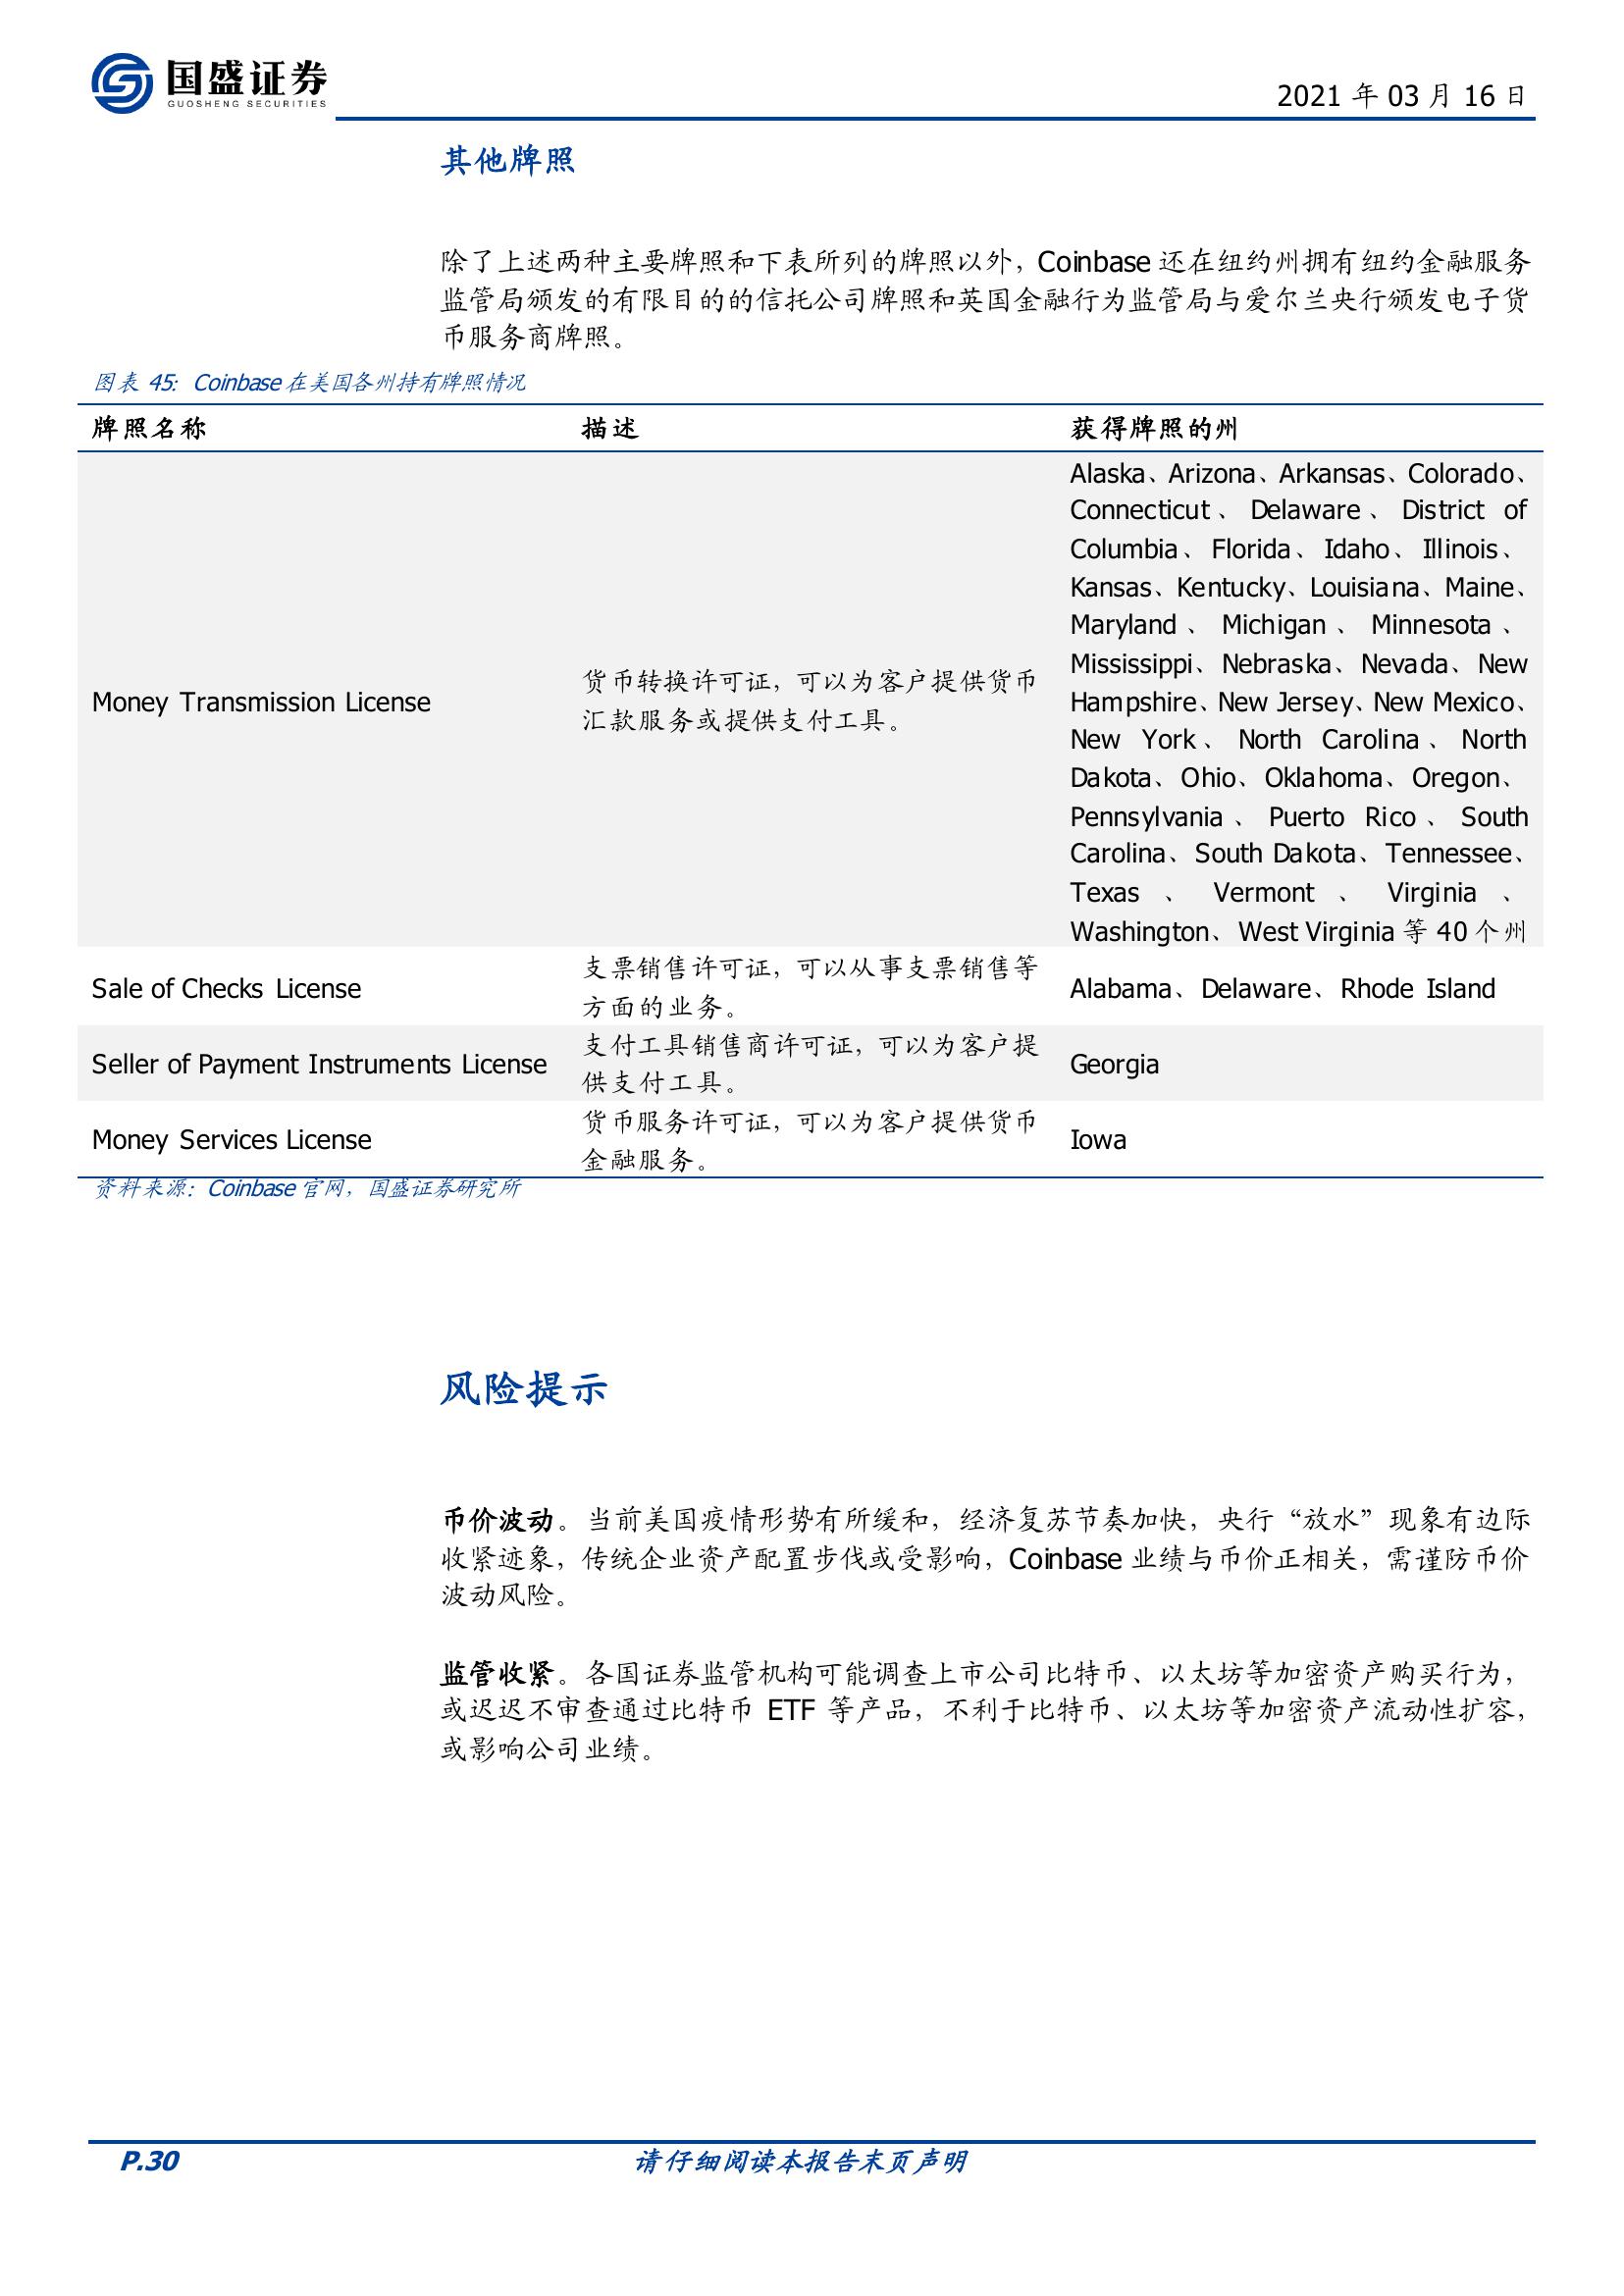 国盛证券
GUOSHENG SECURITIES
2021 年 03 月 16 日
其他牌照
除了上述两种主要牌照和下表所列的牌照以外，Coinbase 还在纽约州拥有纽约金融服务
监管局颁发的有限目的的信托公司牌照和英国金融行为监管局与爱尔兰央行颁发电子货
币服务商牌照。
图表 45：Coinbase 在美国各州持有牌照情况
牌照名称 描述 获得牌照的州
Money Transmission License
货币转换许可证，可以为客户提供货币
汇款服务或提供支付工具。
Alaska、Arizona、Arkansas、Colorado、
Connecticut、Delaware、District of
Columbia、Florida、Idaho、Illinois、
Kansas、Kentucky、Louisiana、Maine、
Maryland、Michigan、Minnesota、
Mississippi、Nebraska、Nevada、New
Hampshire、New Jersey、New Mexico、
New York、North Carolina、North
Dakota、Ohio、Oklahoma、Oregon、
Pennsylvania、Puerto Rico、South
Carolina、South Dakota、Tennessee、
Texas、Vermont、Virginia、
Washington、West Virginia 等 40 个州
Sale of Checks License
支票销售许可证，可以从事支票销售等
方面的业务。
Alabama、Delaware、Rhode Island
Seller of Payment Instruments License
支付工具销售商许可证，可以为客户提
供支付工具。
Georgia
Money Services License
货币服务许可证，可以为客户提供货币
金融服务。
Iowa
资料来源：Coinbase 官网，国盛证券研究所
风险提示
币价波动。当前美国疫情形势有所缓和，经济复苏节奏加快，央行“放水”现象有边际
收紧迹象，传统企业资产配置步伐或受影响，Coinbase 业绩与币价正相关，需谨防币价
波动风险。
监管收紧。各国证券监管机构可能调查上市公司比特币、以太坊等加密资产购买行为，
或迟迟不审查通过比特币 ETF 等产品，不利于比特币、以太坊等加密资产流动性扩容，
或影响公司业绩。
P.30 请仔细阅读本报告末页声明